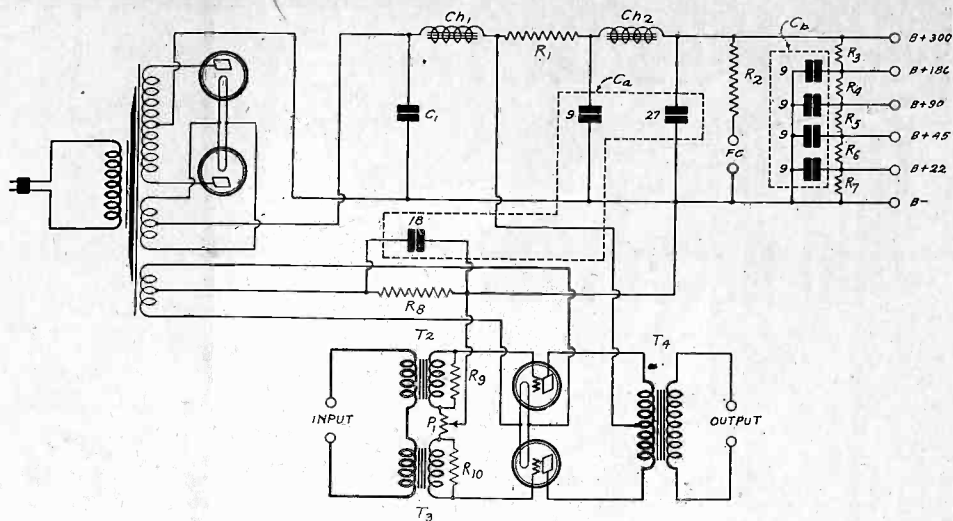 Ch1
Ch2
Cb
R1
R2
R3
B+300
9
B+186
R4
Ca
C1
9
27
9
B+90
R5
FC
9
B+45
R6
9
B+22
R7
B-
18
R8
T2
T4
R9
INPUT
P1
OUTPUT
R10
T3